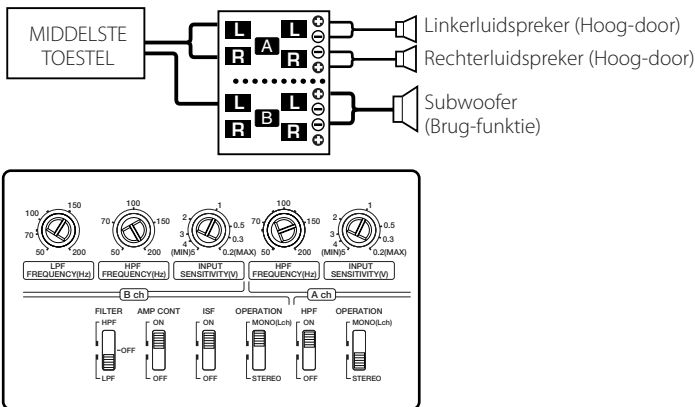 MIDDELSTE
TOESTEL
L
L
A
R
R
L
L
B
R
R
Linkerluidspreker (Hoog-door)
Rechterluidspreker (Hoog-door)
Subwoofer
(Brug-funktie)
100 150
70
50 200
LPF
FREQUENCY(Hz)
100
70 150
50 200
HPF
FREQUENCY(Hz)
1
2 0.5
3 0.3
4
(MIN)5 0.2(MAX)
INPUT
SENSITIVITY(V)
100
70 150
50 200
HPF
FREQUENCY(Hz)
1
2 0.5
3 0.3
4
(MIN)5 0.2(MAX)
INPUT
SENSITIVITY(V)
B ch
A ch
FILTER
HPF
OFF
LPF
AMP CONT
ON
OFF
ISF
ON
OFF
OPERATION
MONO(Lch)
STEREO
HPF
ON
OFF
OPERATION
MONO(Lch)
STEREO